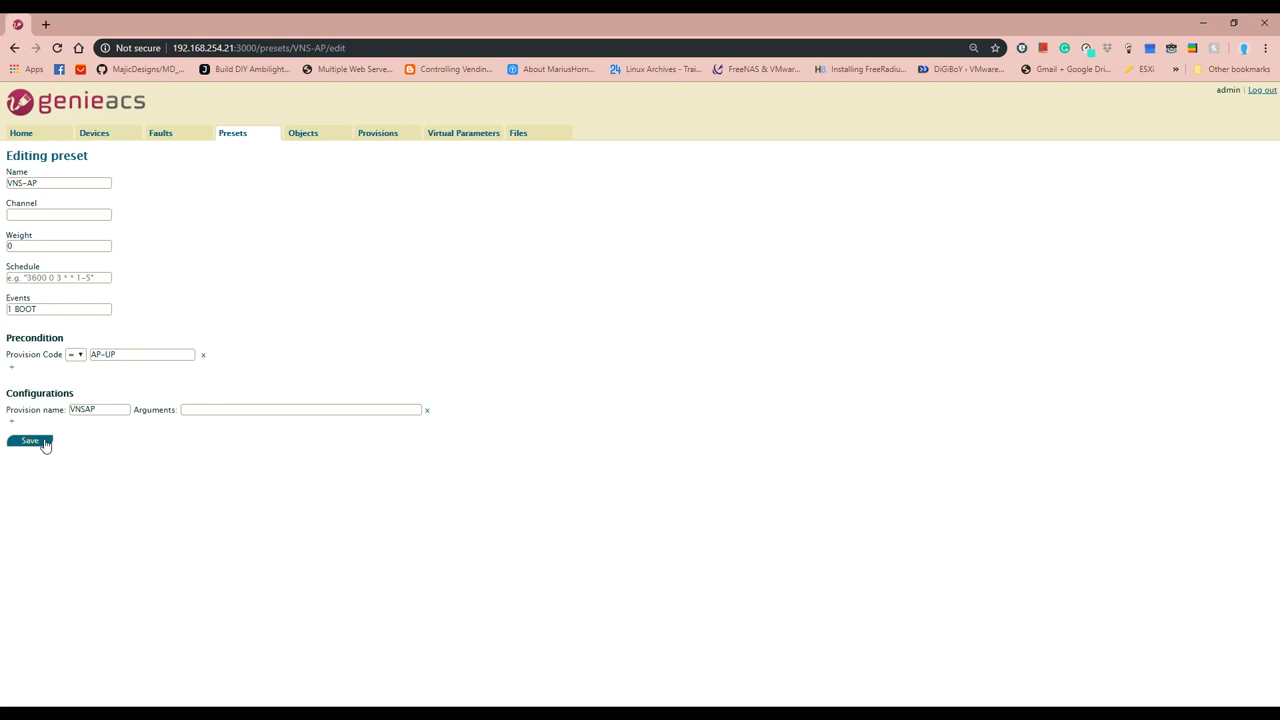 Not secure | 192.168.254.21:3000/presets/VNS-AP/edit
Apps MajicDesigns/MD_... Build DIY Ambilight... Multiple Web Serve... Controlling Vendin... About MariusHorn... 24 Linux Archives - Trai... FreeNAS & VMwar... Installing FreeRadiu... DiGiBoY › VMware... Gmail + Google Dri... ESXi » Other bookmarks
genieacs
admin | Log out
Home Devices Faults Presets Objects Provisions Virtual Parameters Files
Editing preset
Name
VNS-AP
Channel
Weight
0
Schedule
e.g. "3600 0 3 * * 1-5"
Events
1 BOOT
Precondition
Provision Code = AP-UP x
+
Configurations
Provision name: VNSAP Arguments: x
+
Save